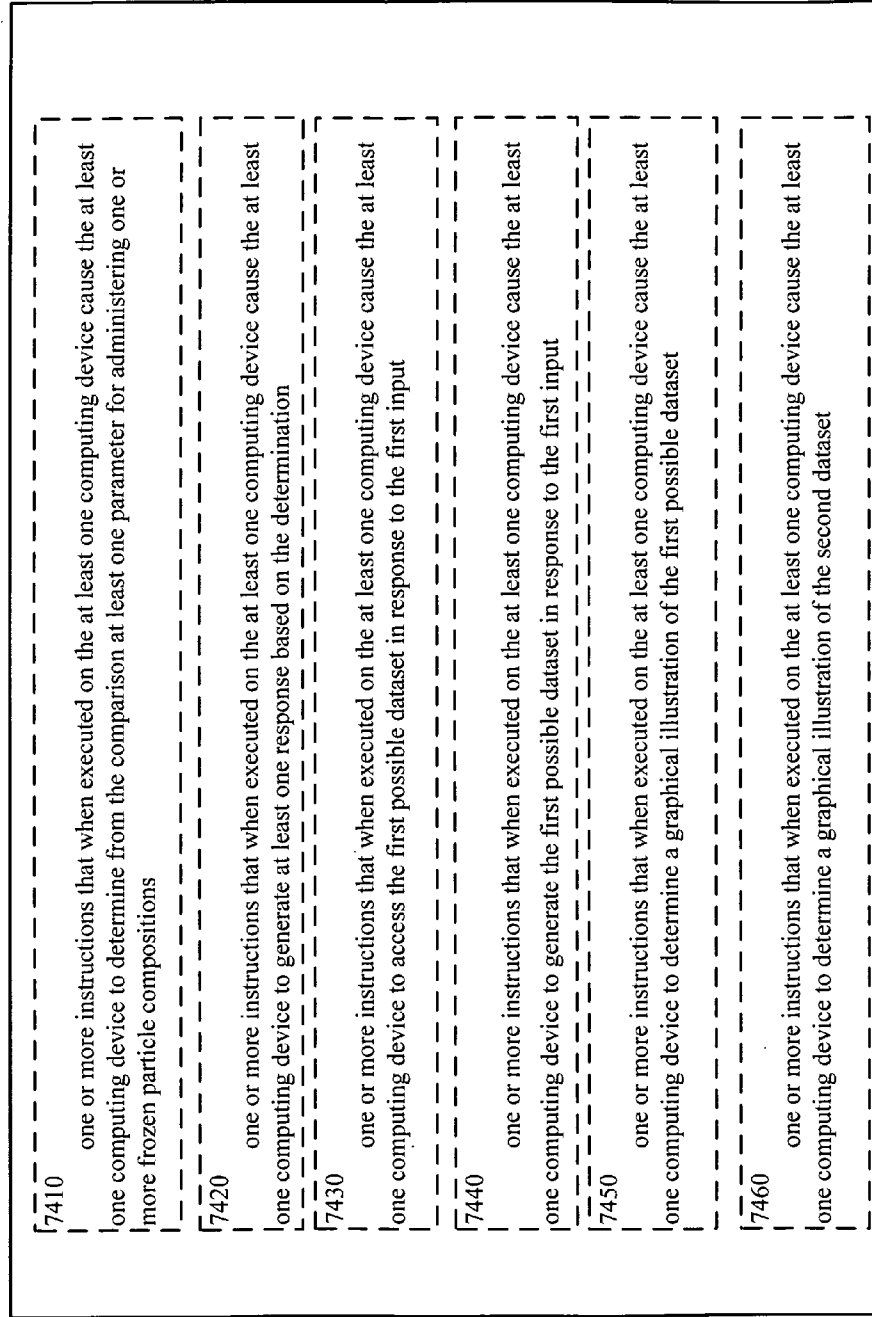 7410
one or more instructions that when executed on the at least one computing device cause the at least
one computing device to determine from the comparison at least one parameter for administering one or
more frozen particle compositions
7420
one or more instructions that when executed on the at least one computing device cause the at least
one computing device to generate at least one response based on the determination
7430
one or more instructions that when executed on the at least one computing device cause the at least
one computing device to access the first possible dataset in response to the first input
7440
one or more instructions that when executed on the at least one computing device cause the at least
one computing device to generate the first possible dataset in response to the first input
7450
one or more instructions that when executed on the at least one computing device cause the at least
one computing device to determine a graphical illustration of the first possible dataset
7460
one or more instructions that when executed on the at least one computing device cause the at least
one computing device to determine a graphical illustration of the second dataset